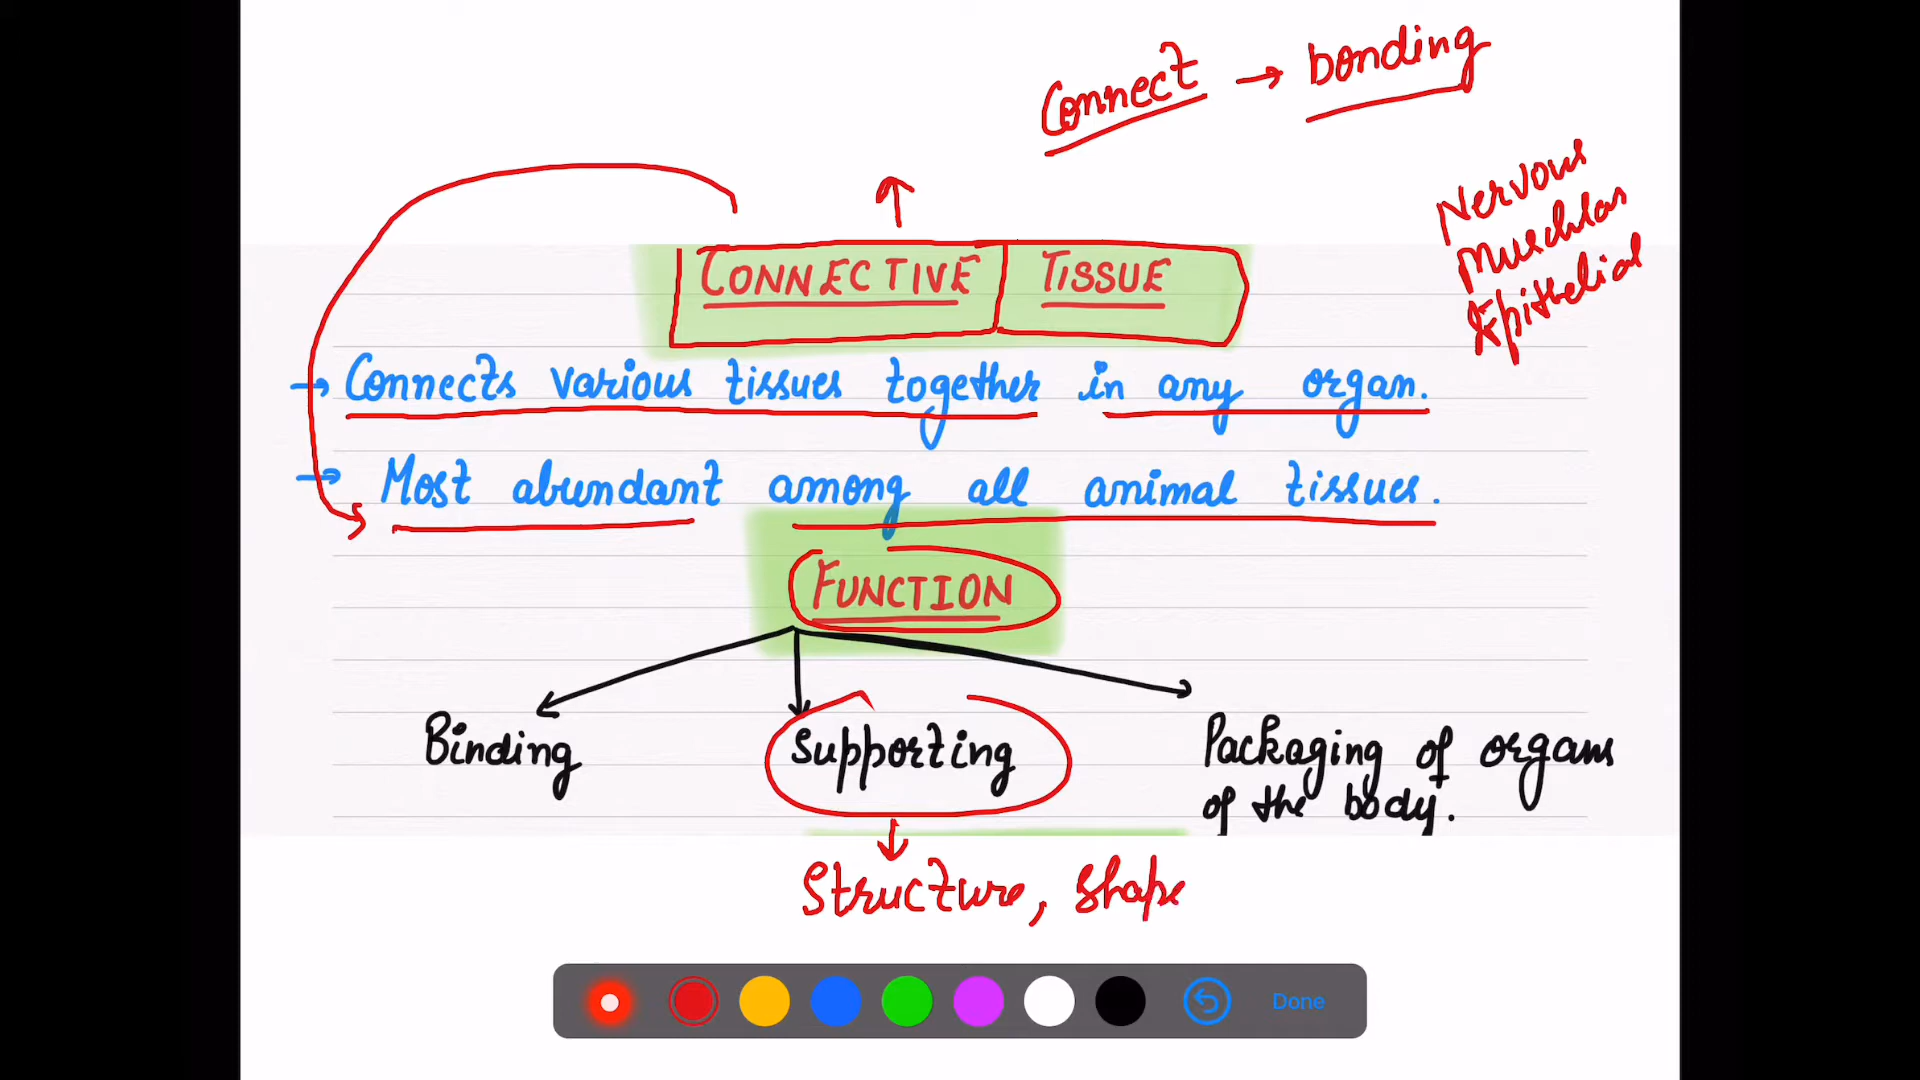 Connect → bonding
Nervous
Muscular
Epithelial
CONNECTIVE TISSUE
→ Connects various tissues together in any organ.
→ Most abundant among all animal tissues.
FUNCTION
Binding
Supporting
Packaging of organs
of the body.
Structure, Shape
Done